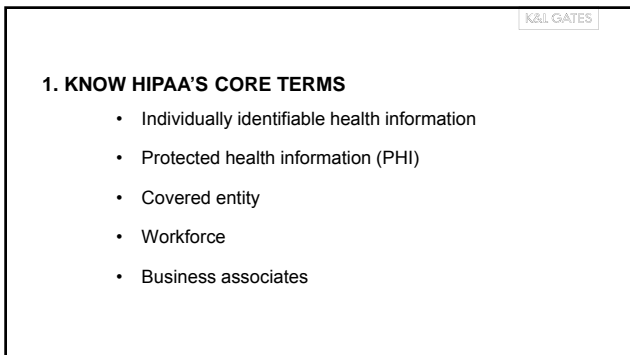 K&L GATES
1. KNOW HIPAA'S CORE TERMS
• Individually identifiable health information
• Protected health information (PHI)
• Covered entity
• Workforce
• Business associates